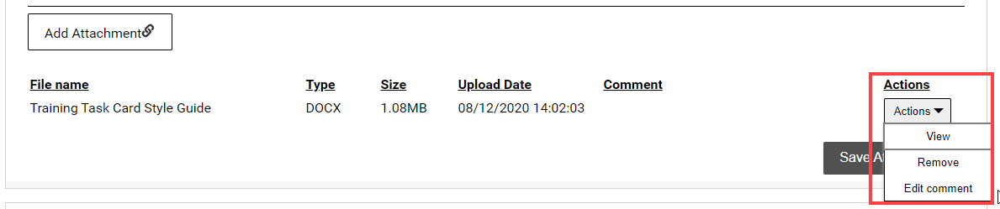 Add Attachment
File name Type Size Upload Date Comment Actions
Training Task Card Style Guide DOCX 1.08MB 08/12/2020 14:02:03 Actions
View
Save
Remove
Edit comment